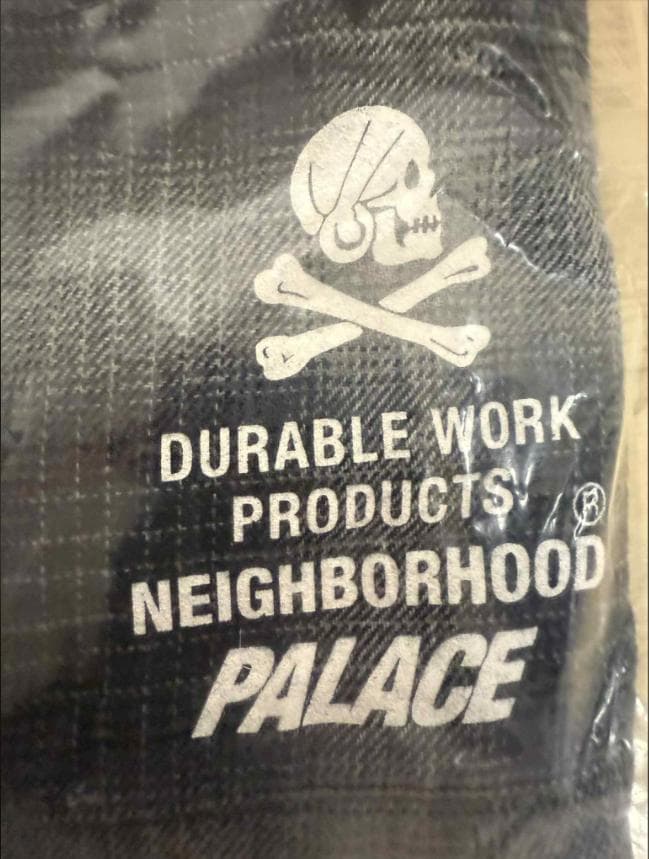 DURABLE WORK
PRODUCTS ®
NEIGHBORHOOD
PALACE